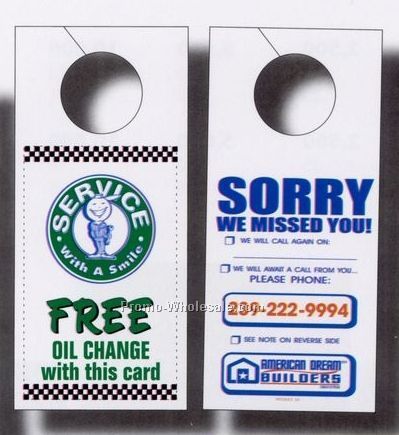 SERVICE
With A Smile
FREE
OIL CHANGE
with this card
SORRY
WE MISSED YOU!
WE WILL CALL AGAIN ON:
WE WILL AWAIT A CALL FROM YOU...
PLEASE PHONE:
231-222-9994
SEE NOTE ON REVERSE SIDE
AMERICAN DREAM
BUILDERS
Promo-Wholesale.com